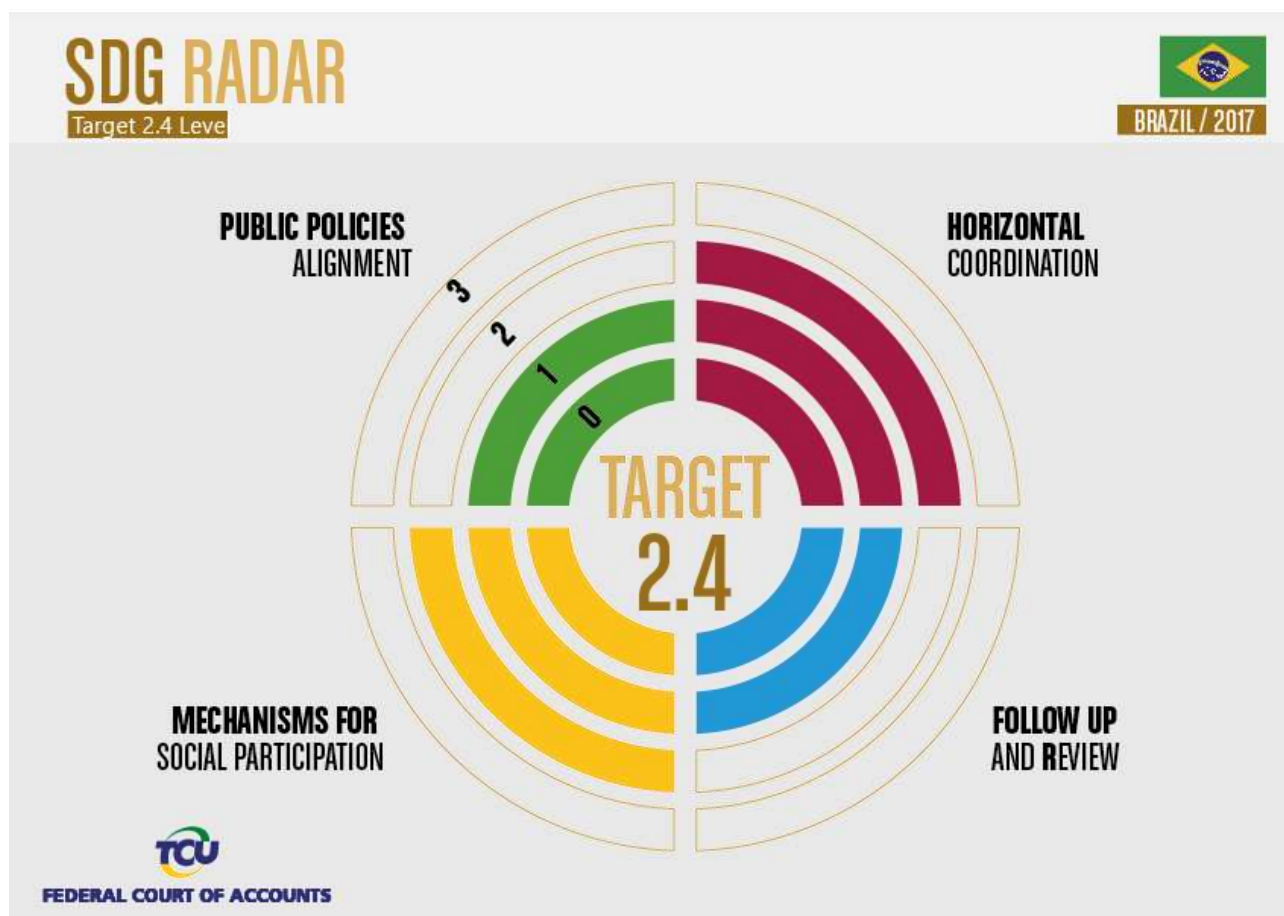 SDG RADAR
Target 2.4 Leve
BRAZIL / 2017
PUBLIC POLICIES
ALIGNMENT
HORIZONTAL
COORDINATION
3
2
1
0
TARGET
2.4
MECHANISMS FOR
SOCIAL PARTICIPATION
FOLLOW UP
AND REVIEW
TCU
FEDERAL COURT OF ACCOUNTS